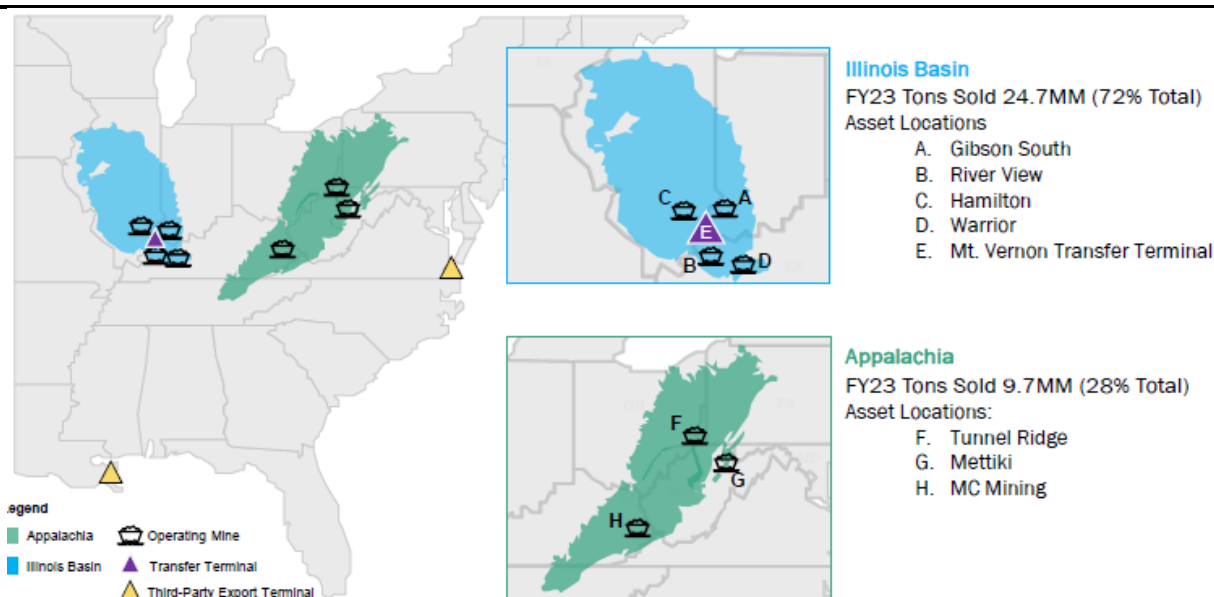 Illinois Basin
FY23 Tons Sold 24.7MM (72% Total)
Asset Locations
A. Gibson South
B. River View
C. Hamilton
D. Warrior
E. Mt. Vernon Transfer Terminal
C
A
E
B
D
Appalachia
FY23 Tons Sold 9.7MM (28% Total)
Asset Locations:
F. Tunnel Ridge
G. Mettiki
H. MC Mining
F
G
H
egend
Appalachia
Operating Mine
Illinois Basin
Transfer Terminal
Third-Party Export Terminal